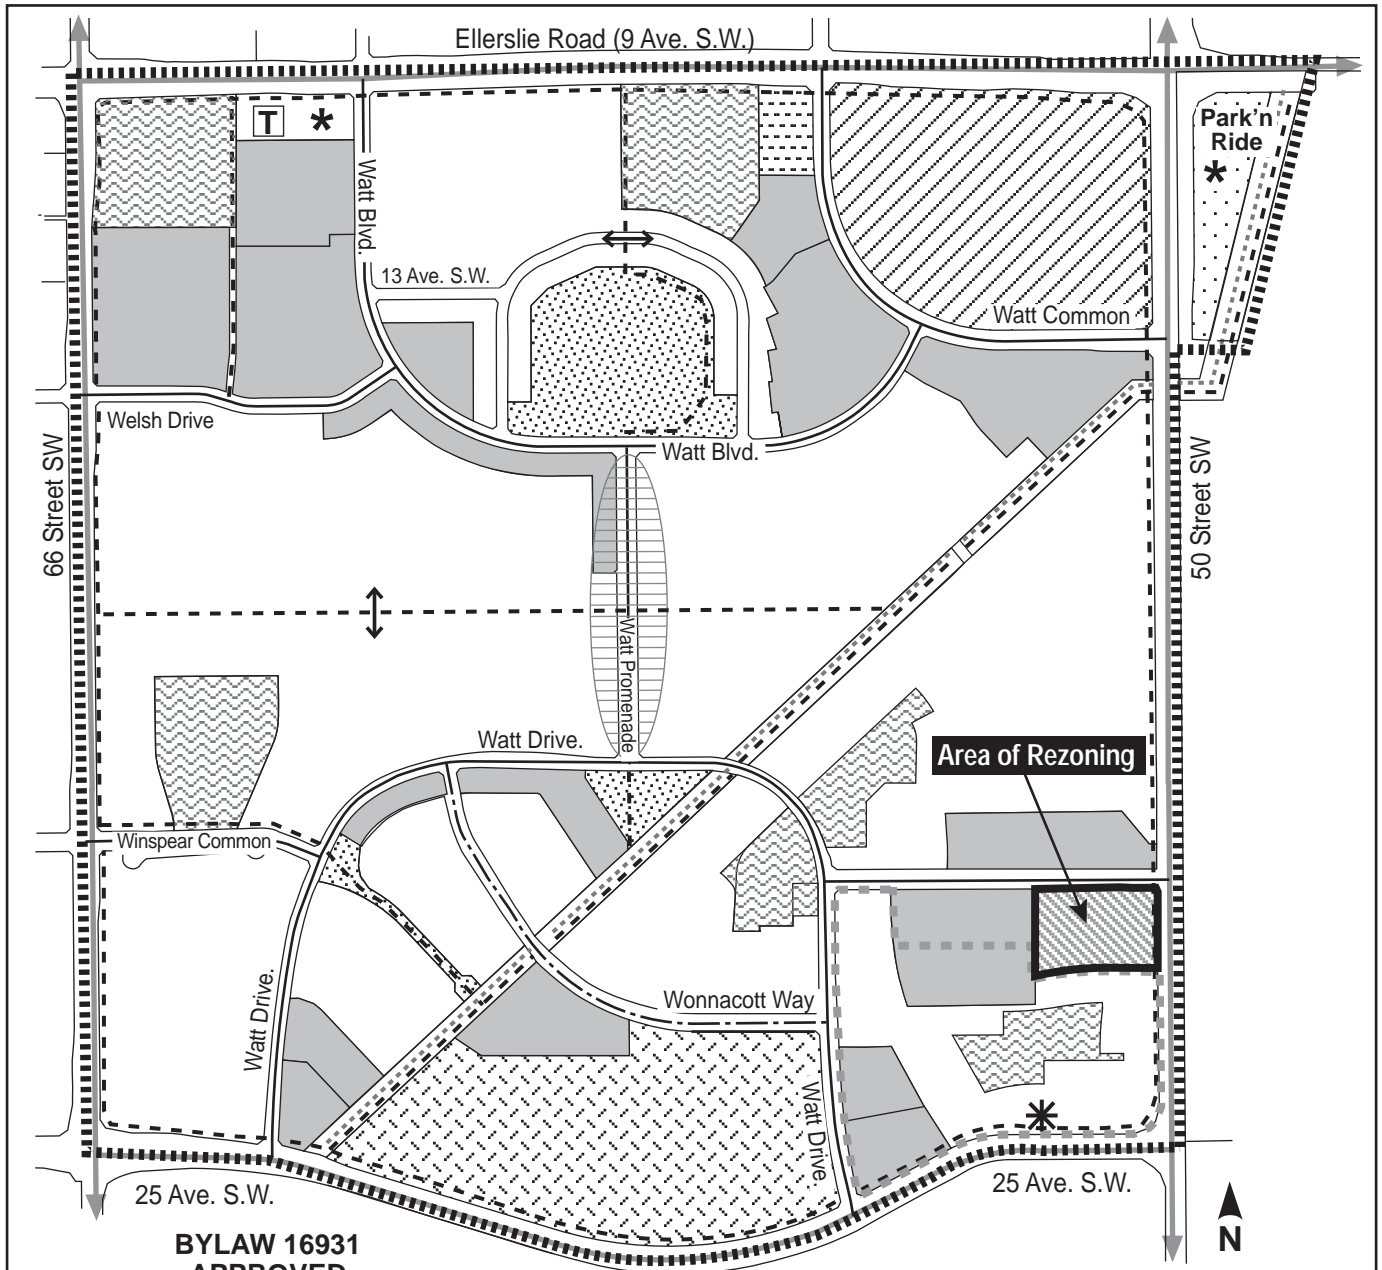 Ellerslie Road (9 Ave. S.W.)
T *
Park'n
Ride
*
Watt Blvd.
13 Ave. S.W.
Watt Common
Welsh Drive
Watt Blvd.
66 Street SW
50 Street SW
Watt Promenade
Watt Drive.
Area of Rezoning
Winspear Common
Watt Drive.
Wonnacott Way
Watt Drive
25 Ave. S.W.
25 Ave. S.W.
N
BYLAW 16931
APPROVED